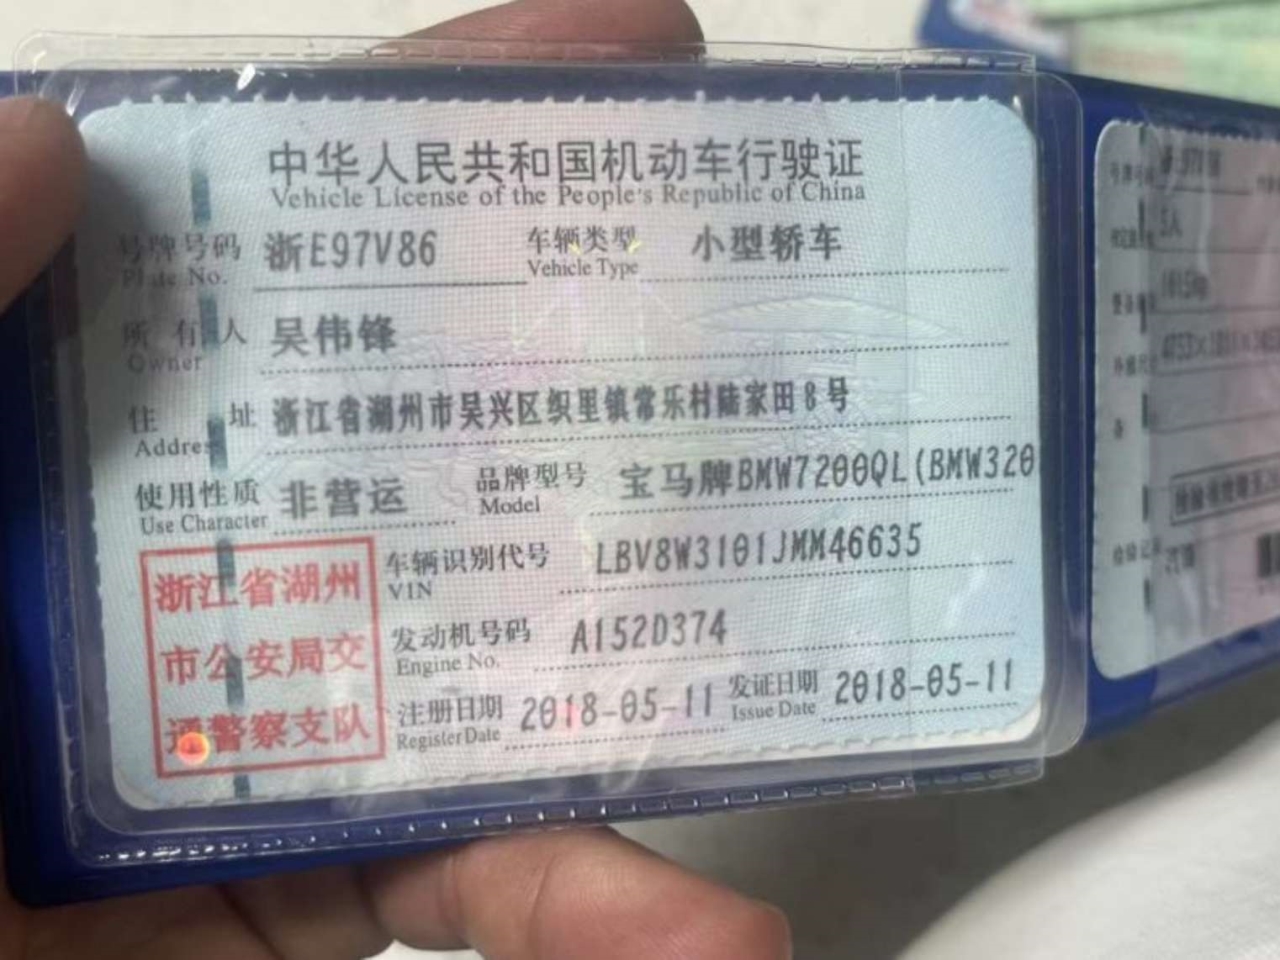 中华人民共和国机动车行驶证
Vehicle License of the People's Republic of China
号牌号码 浙E97V86 车辆类型 小型轿车
Plate No. Vehicle Type
所有人 吴伟锋
Owner
住址 浙江省湖州市吴兴区织里镇常乐村陆家田8号
Address
使用性质 非营运 品牌型号 宝马牌BMW7200QL(BMW320
Use Character Model
浙江省湖州
市公安局交
通警察支队
车辆识别代号 LBV8W3101JMM46635
VIN
发动机号码 A152D374
Engine No.
注册日期 2018-05-11 发证日期 2018-05-11
Register Date Issue Date
5人